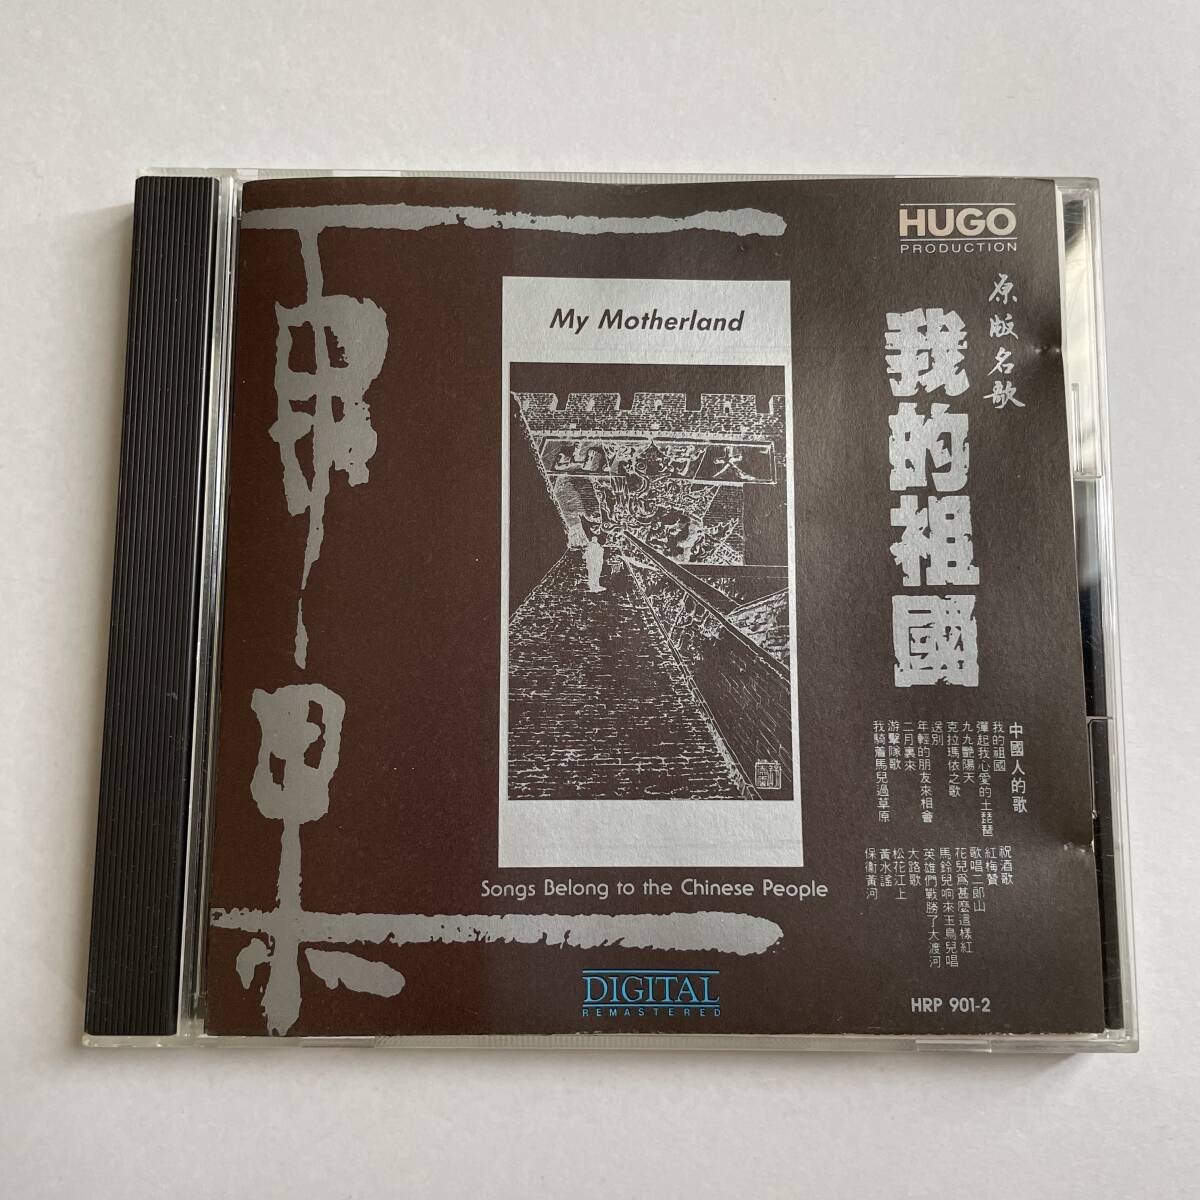 HUGO
PRODUCTION
原版名歌
我的祖國
My Motherland
Songs Belong to the Chinese People
中國人的歌
我的祖國
彈起我心愛的土琵琶
九九艷陽天
克拉瑪依之歌
送別
年輕的朋友來相會
二月裏來
游擊隊歌
我騎着馬兒過草原
祝酒歌
紅梅贊
歌唱二郎山
花兒爲甚麽這樣紅
馬鈴兒响來玉鳥兒唱
英雄們戰勝了大渡河
大路歌
松花江上
黃水謠
保衛黃河
DIGITAL
REMASTERED
HRP 901-2